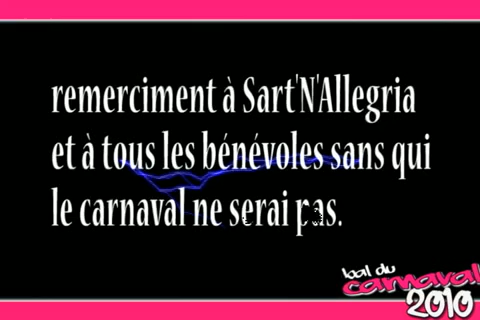 remerciment à Sart'N'Allegria
et à tous les bénévoles sans qui
le carnaval ne serai pas.
bal du
carnaval
2010